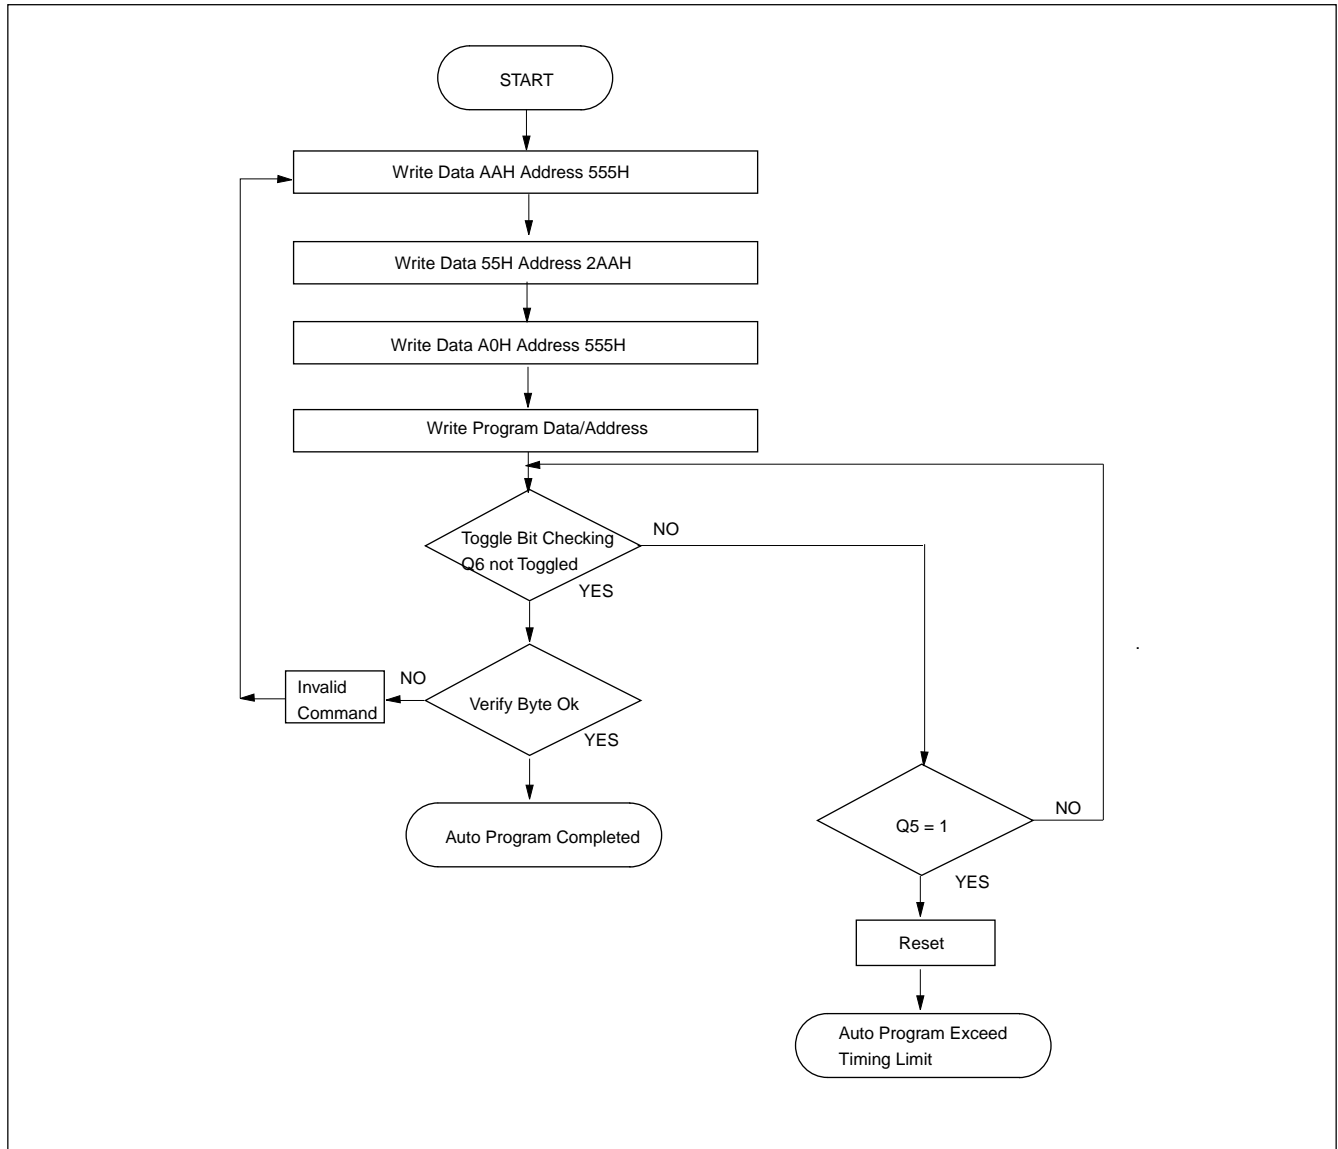 START
Write Data AAH Address 555H
Write Data 55H Address 2AAH
Write Data A0H Address 555H
Write Program Data/Address
Toggle Bit Checking
Q6 not Toggled
NO
YES
Invalid
Command
NO
Verify Byte Ok
YES
Auto Program Completed
Q5 = 1
NO
YES
Reset
Auto Program Exceed
Timing Limit